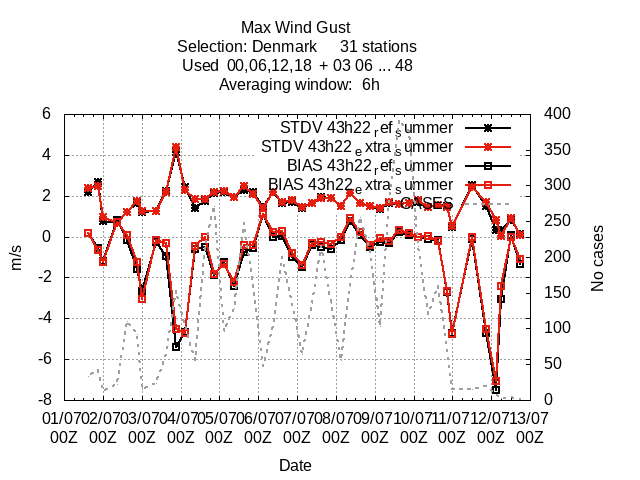 Max Wind Gust
Selection: Denmark 31 stations
Used 00,06,12,18 + 03 06 ... 48
Averaging window: 6h
STDV 43h22_ref_summer
STDV 43h22_extra_summer
BIAS 43h22_ref_summer
BIAS 43h22_extra_summer
CASES
6
4
2
0
-2
-4
-6
-8
m/s
400
350
300
250
200
150
100
50
0
No cases
01/07 02/07 03/07 04/07 05/07 06/07 07/07 08/07 09/07 10/07 11/07 12/07 13/07
00Z 00Z 00Z 00Z 00Z 00Z 00Z 00Z 00Z 00Z 00Z 00Z 00Z
Date